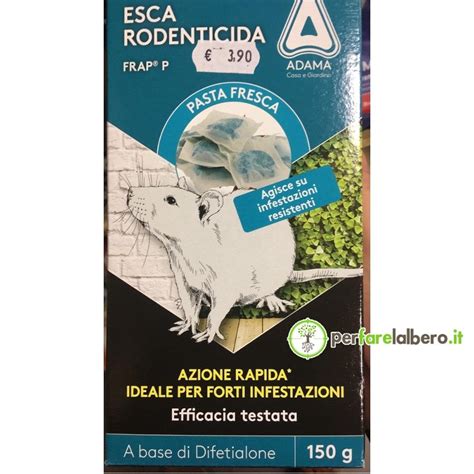 ESCA
RODENTICIDA
FRAP® P
€ 3,90
ADAMA
Casa e Giardino
PASTA FRESCA
Agisce su
infestazioni
resistenti
perfarelalbero.it
AZIONE RAPIDA*
IDEALE PER FORTI INFESTAZIONI
Efficacia testata
A base di Difetialone
150 g